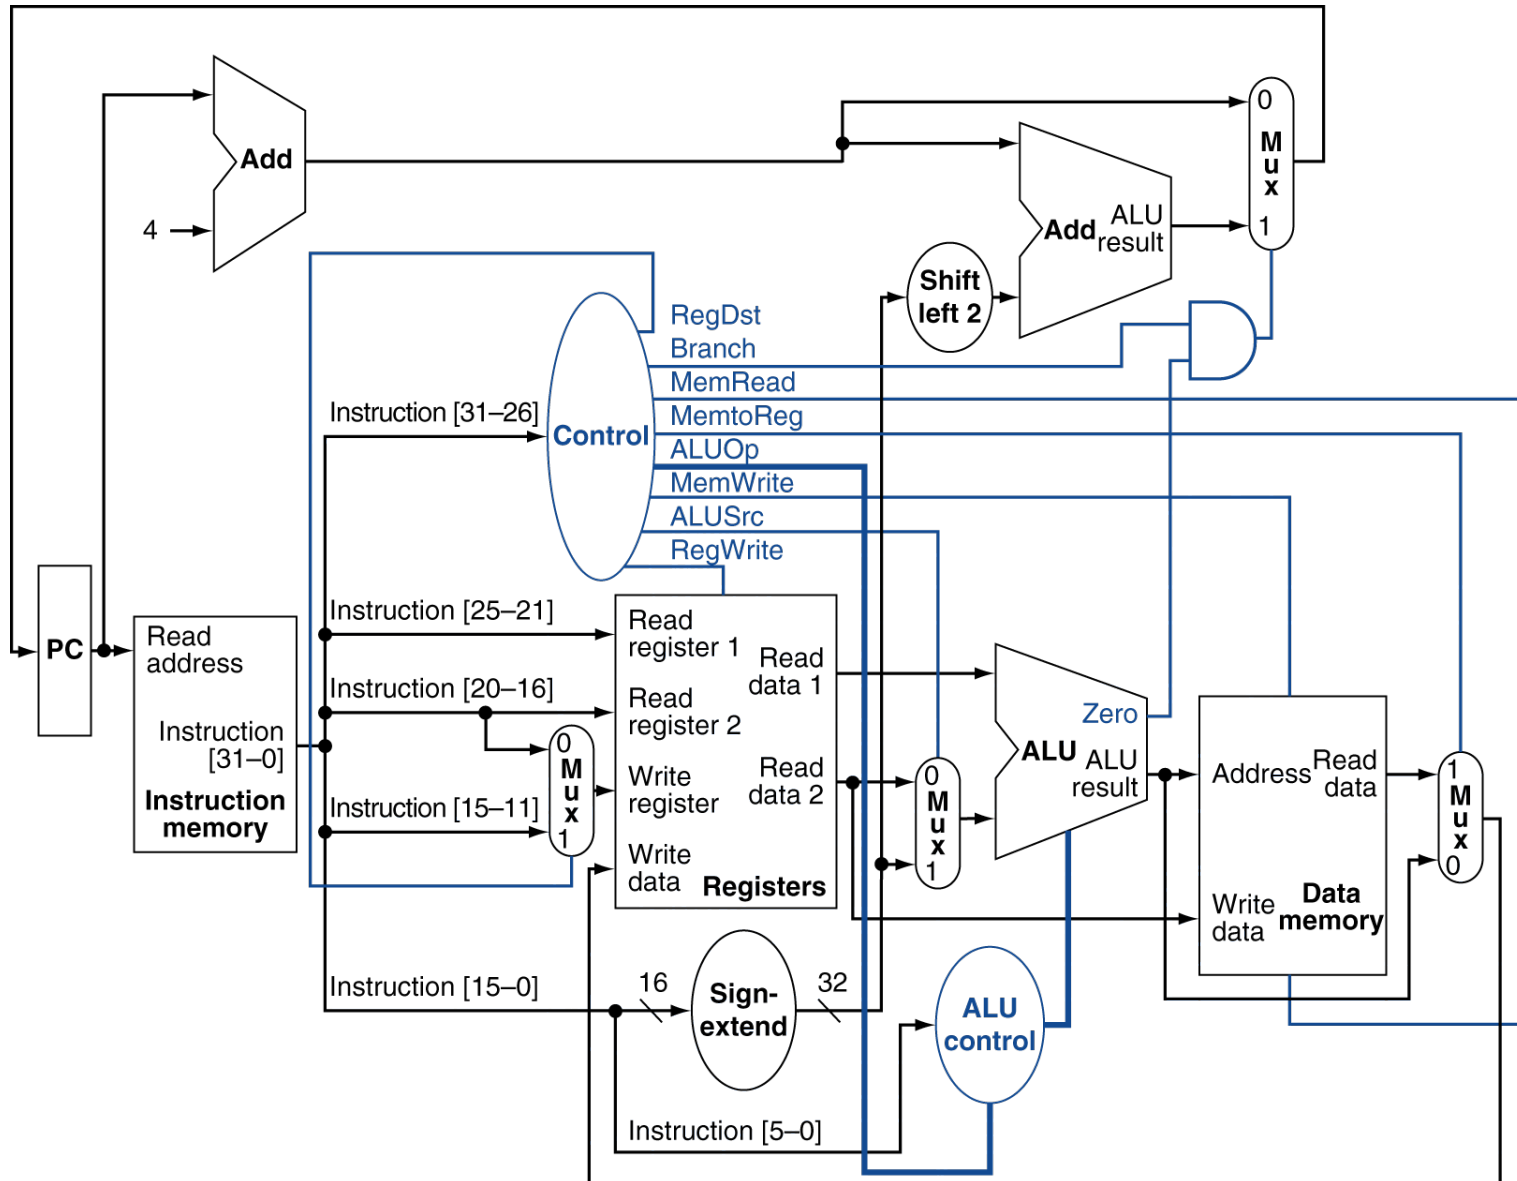 0
Mux
1
Add
4
Add
ALU
result
Shift
left 2
RegDst
Branch
MemRead
MemtoReg
ALUOp
MemWrite
ALUSrc
RegWrite
Instruction [31–26]
Control
Instruction [25–21]
PC
Read
address
Instruction
[31–0]
Instruction
memory
Instruction [20–16]
0
Mux
1
Instruction [15–11]
Read
register 1
Read
data 1
Read
register 2
Write
register
Read
data 2
Write
data
Registers
0
Mux
1
Zero
ALU
ALU
result
Address
Read
data
Write
data
Data
memory
1
Mux
0
Instruction [15–0]
16
Sign-
extend
32
ALU
control
Instruction [5–0]